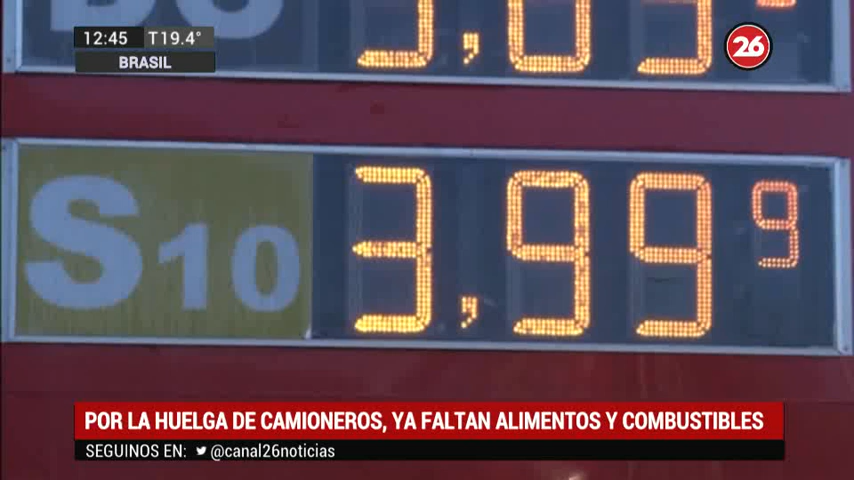 12:45 T19.4°
26
BRASIL
S10 3,999
POR LA HUELGA DE CAMIONEROS, YA FALTAN ALIMENTOS Y COMBUSTIBLES
SEGUINOS EN: @canal26noticias